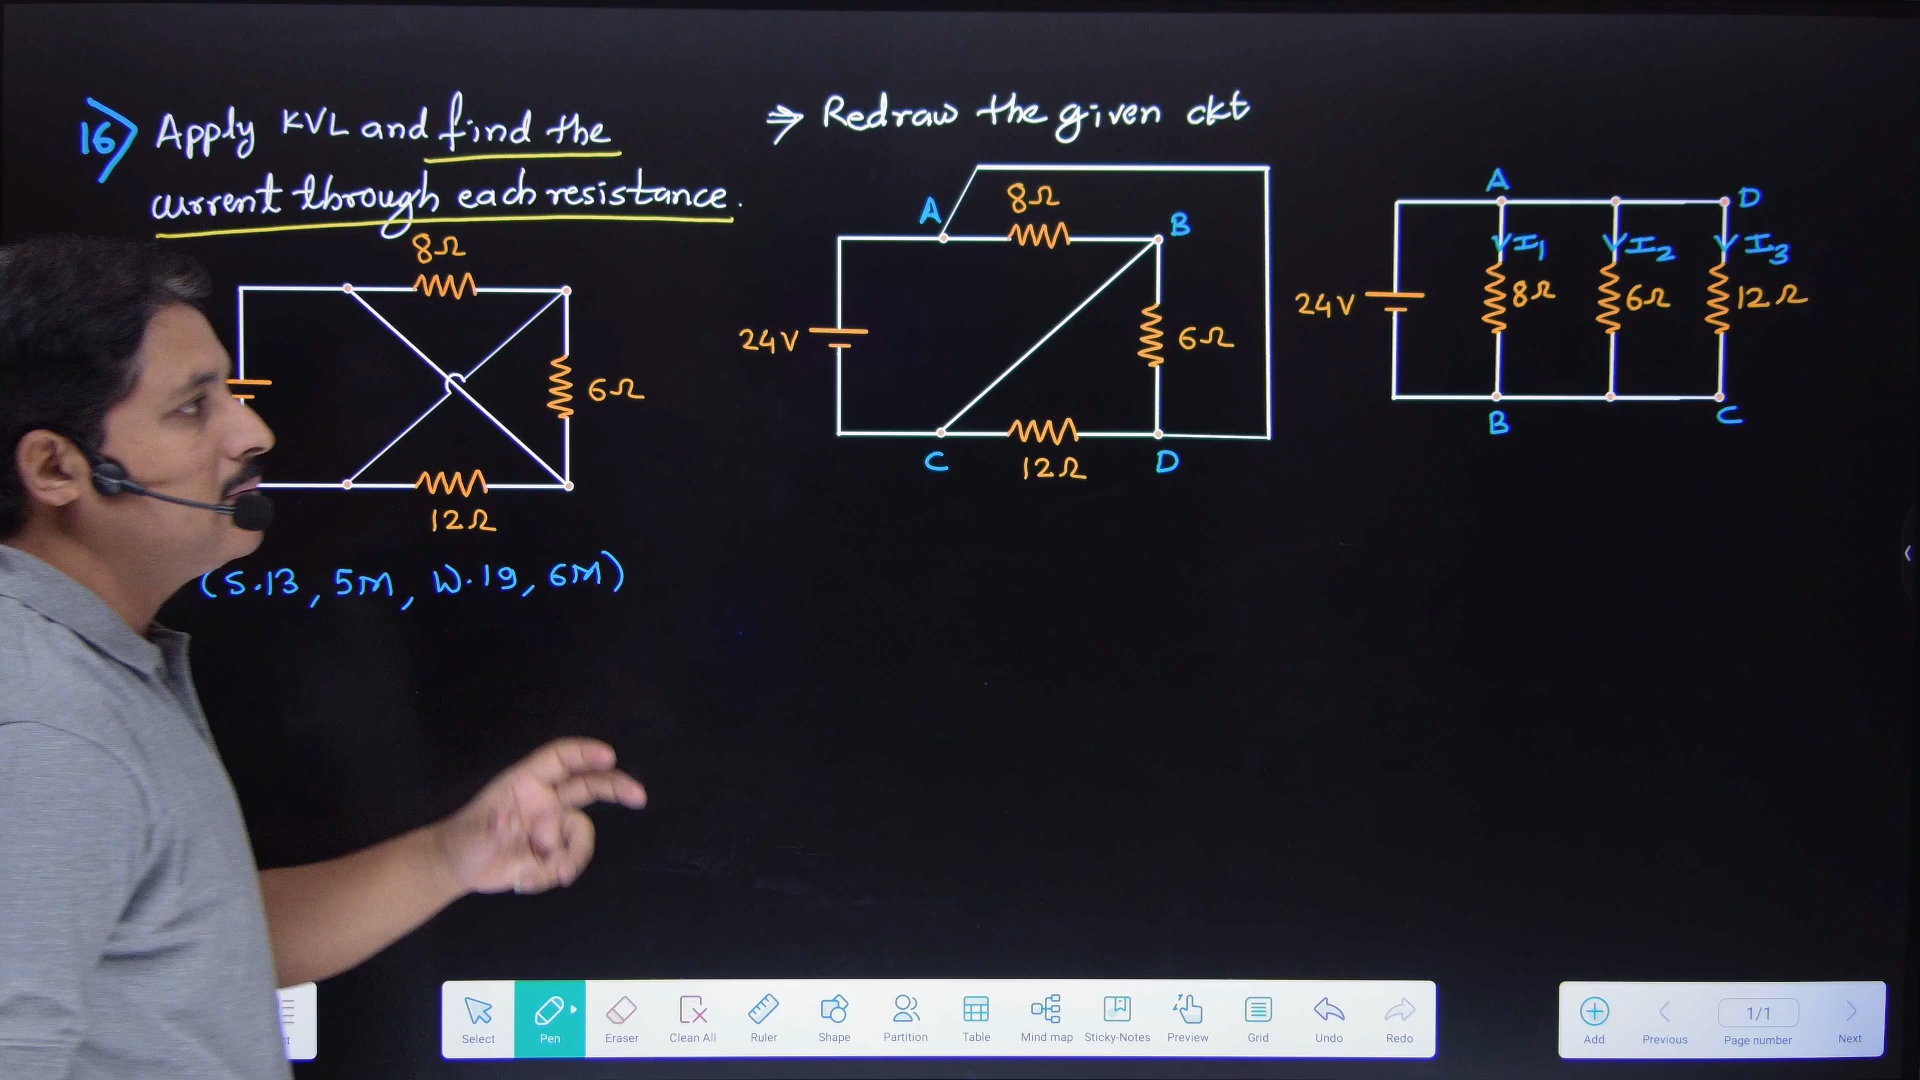 16) Apply KVL and find the
current through each resistance.
8Ω
6Ω
12Ω
(S.13, 5M, W.19, 6M)
⇒ Redraw the given ckt
A
8Ω
B
24V
6Ω
C
12Ω
D
A
D
I1
I2
I3
24V
8Ω
6Ω
12Ω
B
C
Select
Pen
Eraser
Clean All
Ruler
Shape
Partition
Table
Mind map
Sticky-Notes
Preview
Grid
Undo
Redo
Add
Previous
1/1
Page number
Next